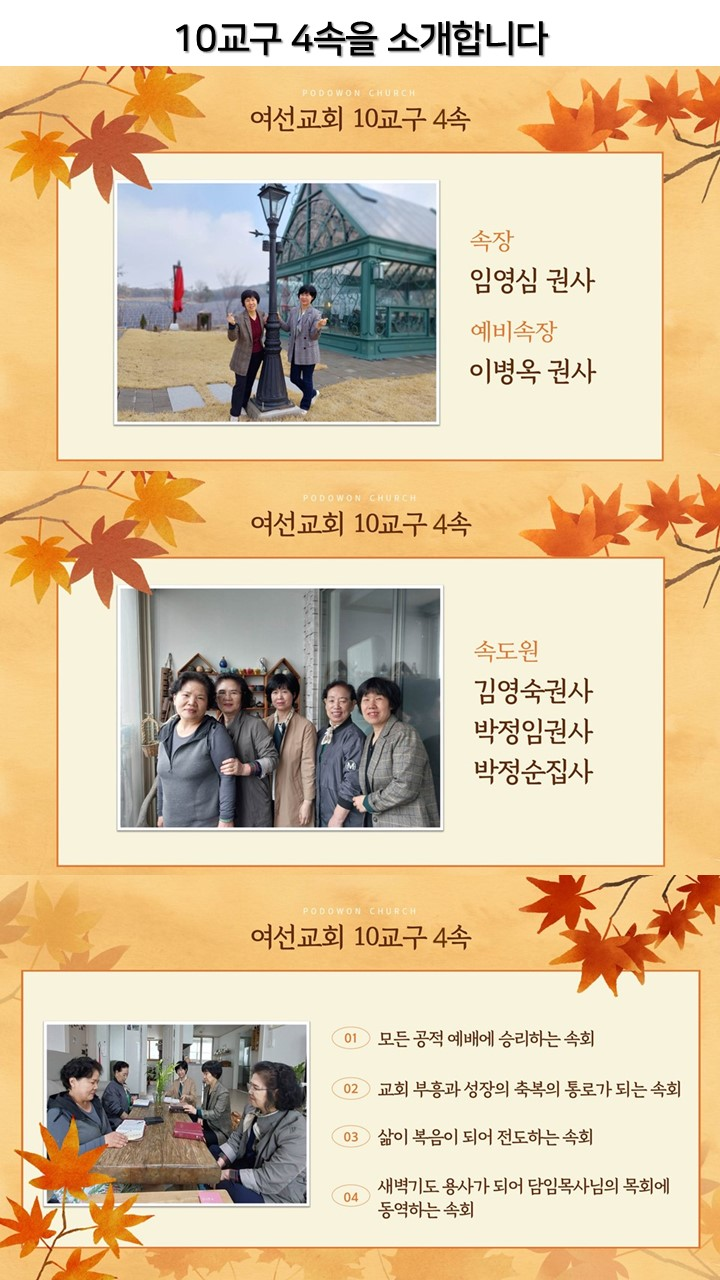 10교구 4속을 소개합니다
PODOWON CHURCH
여선교회 10교구 4속
속장
임영심 권사
예비속장
이병옥 권사
PODOWON CHURCH
여선교회 10교구 4속
속도원
김영숙권사
박정임권사
박정순집사
PODOWON CHURCH
여선교회 10교구 4속
01 모든 공적 예배에 승리하는 속회
02 교회 부흥과 성장의 축복의 통로가 되는 속회
03 삶이 복음이 되어 전도하는 속회
04 새벽기도 용사가 되어 담임목사님의 목회에
동역하는 속회